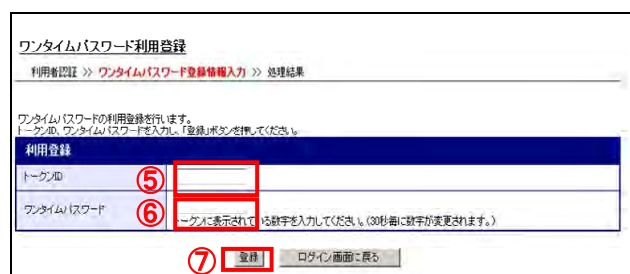 ワンタイムパスワード利用登録
利用者認証 >> ワンタイムパスワード登録情報入力 >> 処理結果
ワンタイムパスワードの利用登録を行います。
トークンID、ワンタイムパスワードを入力し、「登録」ボタンを押してください。
利用登録
トークンID ⑤
ワンタイムパスワード ⑥
トークンに表示されている数字を入力してください。(30秒毎に数字が変更されます。)
⑦ 登録 ログイン画面に戻る